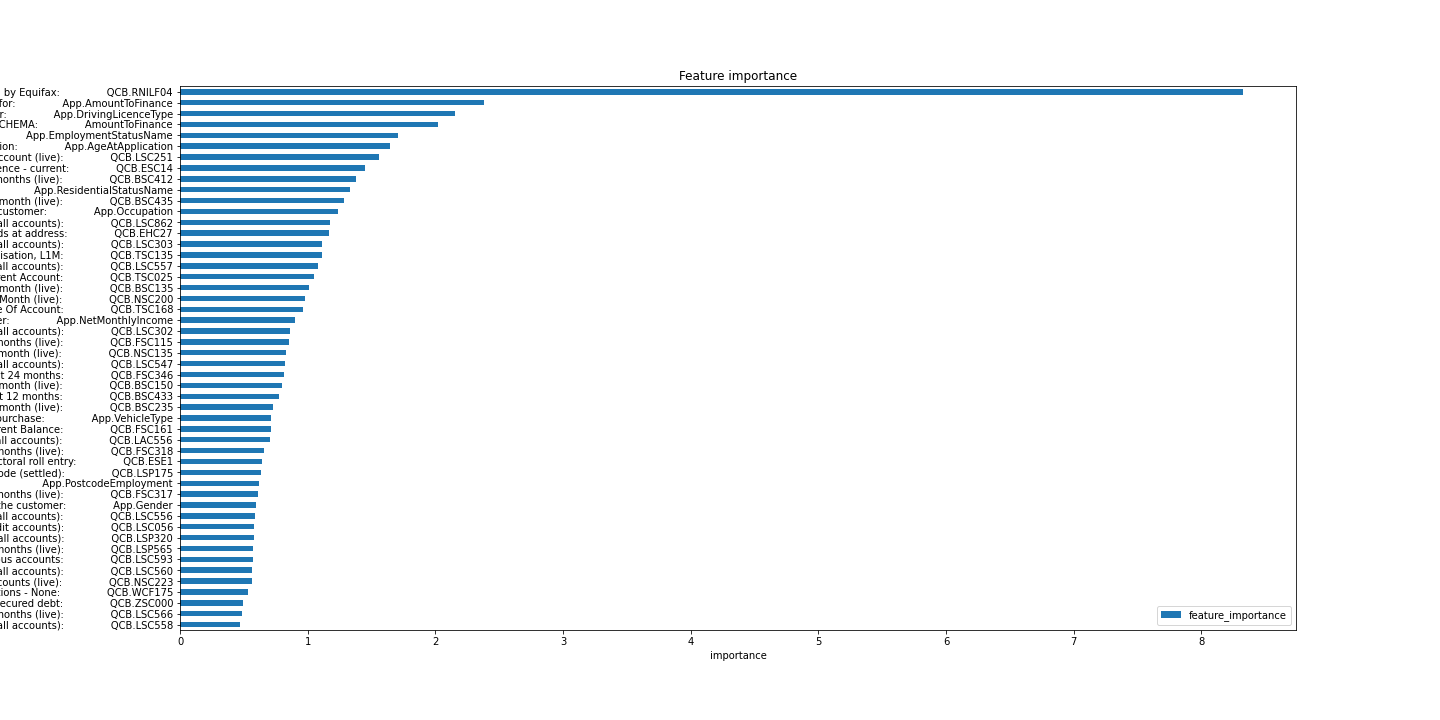 Feature importance
by Equifax: QCB.RNILF04
for: App.AmountToFinance
r: App.DrivingLicenceType
CHEMA: AmountToFinance
App.EmploymentStatusName
ion: App.AgeAtApplication
ccount (live): QCB.LSC251
ence - current: QCB.ESC14
nonths (live): QCB.BSC412
App.ResidentialStatusName
month (live): QCB.BSC435
customer: App.Occupation
all accounts): QCB.LSC862
ds at address: QCB.EHC27
all accounts): QCB.LSC303
isation, L1M: QCB.TSC135
all accounts): QCB.LSC557
ent Account: QCB.TSC025
month (live): QCB.BSC135
Month (live): QCB.NSC200
e Of Account: QCB.TSC168
er: App.NetMonthlyIncome
all accounts): QCB.LSC302
nonths (live): QCB.FSC115
month (live): QCB.NSC135
all accounts): QCB.LSC547
t 24 months: QCB.FSC346
month (live): QCB.BSC150
t 12 months: QCB.BSC433
month (live): QCB.BSC235
purchase: App.VehicleType
rent Balance: QCB.FSC161
all accounts): QCB.LAC556
nonths (live): QCB.FSC318
ctoral roll entry: QCB.ESE1
ode (settled): QCB.LSP175
App.PostcodeEmployment
nonths (live): QCB.FSC317
the customer: App.Gender
all accounts): QCB.LSC556
dit accounts): QCB.LSC056
all accounts): QCB.LSP320
nonths (live): QCB.LSP565
us accounts: QCB.LSC593
all accounts): QCB.LSC560
counts (live): QCB.NSC223
tions - None: QCB.WCF175
ecured debt: QCB.ZSC000
nonths (live): QCB.LSC566
all accounts): QCB.LSC558
feature_importance
0 1 2 3 4 5 6 7 8
importance